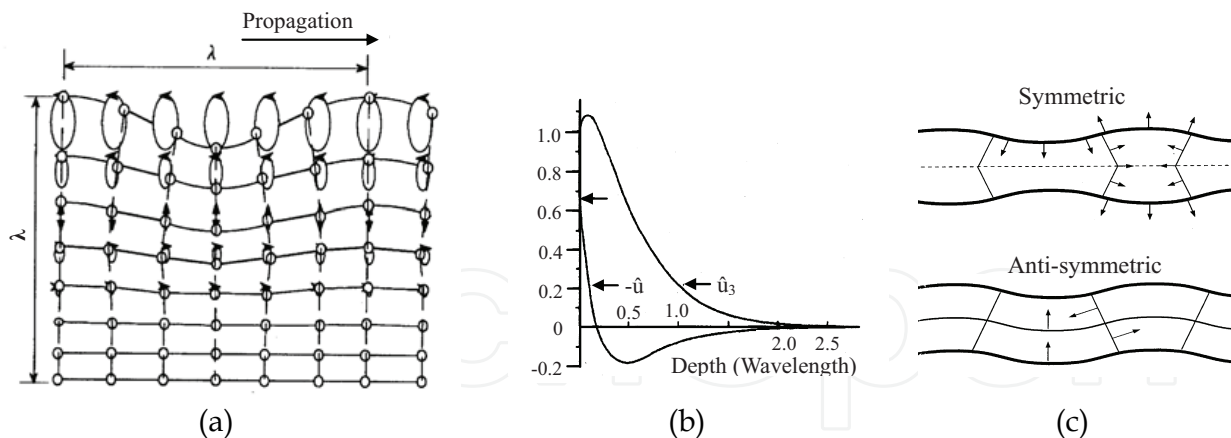 Propagation
λ
λ
(a)
1.0
0.8
0.6
0.4
0.2
0
-0.2
-û
û₃
0.5
1.0
2.0
2.5
Depth (Wavelength)
(b)
Symmetric
Anti-symmetric
(c)